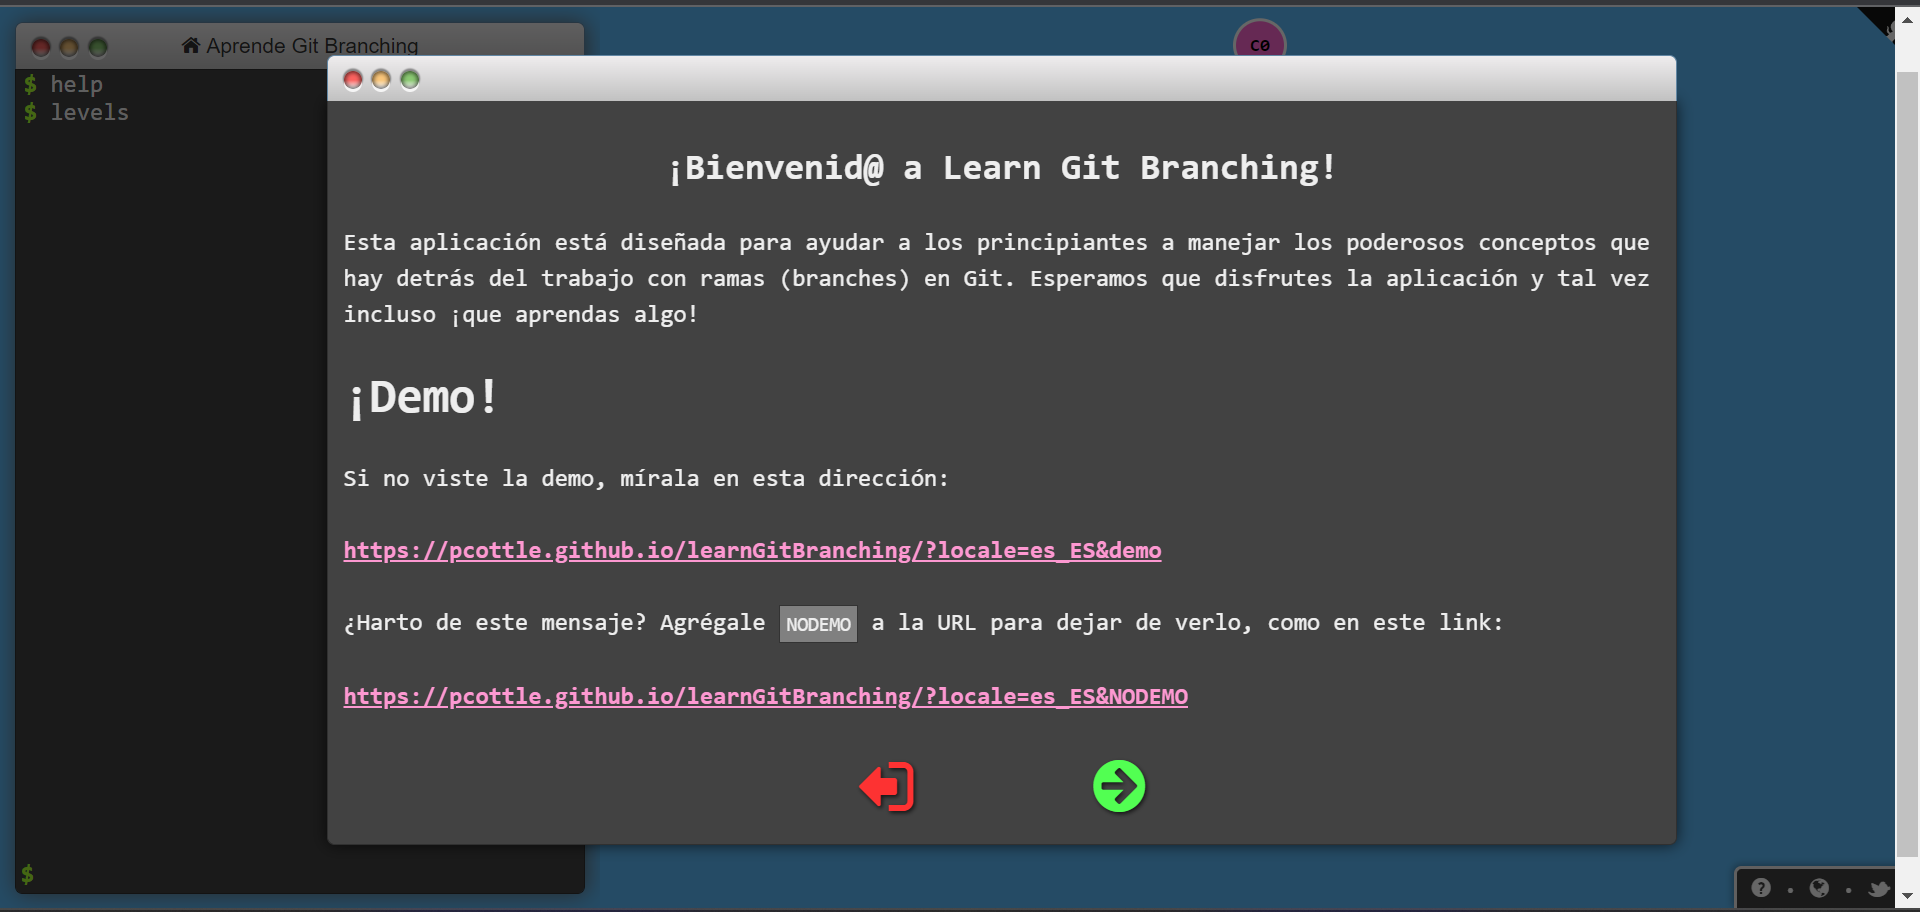 Aprende Git Branching
$ help
$ levels
C0
¡Bienvenid@ a Learn Git Branching!
Esta aplicación está diseñada para ayudar a los principiantes a manejar los poderosos conceptos que
hay detrás del trabajo con ramas (branches) en Git. Esperamos que disfrutes la aplicación y tal vez
incluso ¡que aprendas algo!
¡Demo!
Si no viste la demo, mírala en esta dirección:
https://pcottle.github.io/learnGitBranching/?locale=es_ES&demo
¿Harto de este mensaje? Agrégale NODEMO a la URL para dejar de verlo, como en este link:
https://pcottle.github.io/learnGitBranching/?locale=es_ES&NODEMO
$